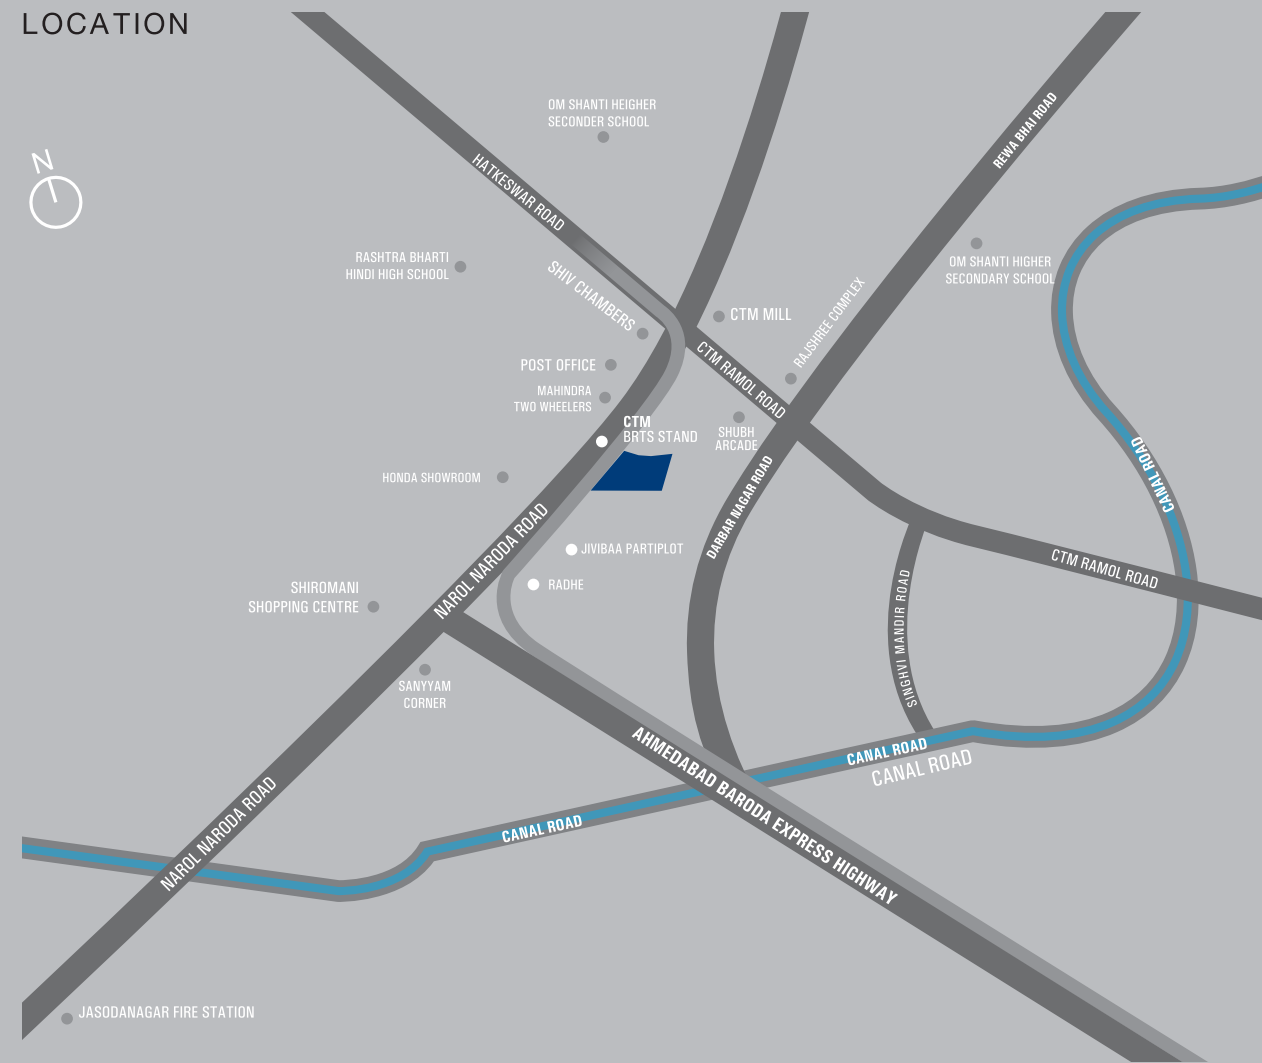 LOCATION
OM SHANTI HEIGHER
SECONDER SCHOOL
REWA BHAI ROAD
N
HATKESWAR ROAD
RASHTRA BHARTI
HINDI HIGH SCHOOL
SHIV CHAMBERS
OM SHANTI HIGHER
SECONDARY SCHOOL
CTM MILL
RAJSHREE COMPLEX
POST OFFICE
CTM RAMOL ROAD
MAHINDRA
TWO WHEELERS
CTM
BRTS STAND
SHUBH
ARCADE
HONDA SHOWROOM
DARBAR NAGAR ROAD
CANAL ROAD
NAROL NARODA ROAD
JIVIBAA PARTIPLOT
CTM RAMOL ROAD
RADHE
SHIROMANI
SHOPPING CENTRE
SINGHVI MANDIR ROAD
SANYYAM
CORNER
CANAL ROAD
CANAL ROAD
AHMEDABAD BARODA EXPRESS HIGHWAY
CANAL ROAD
NAROL NARODA ROAD
JASODANAGAR FIRE STATION